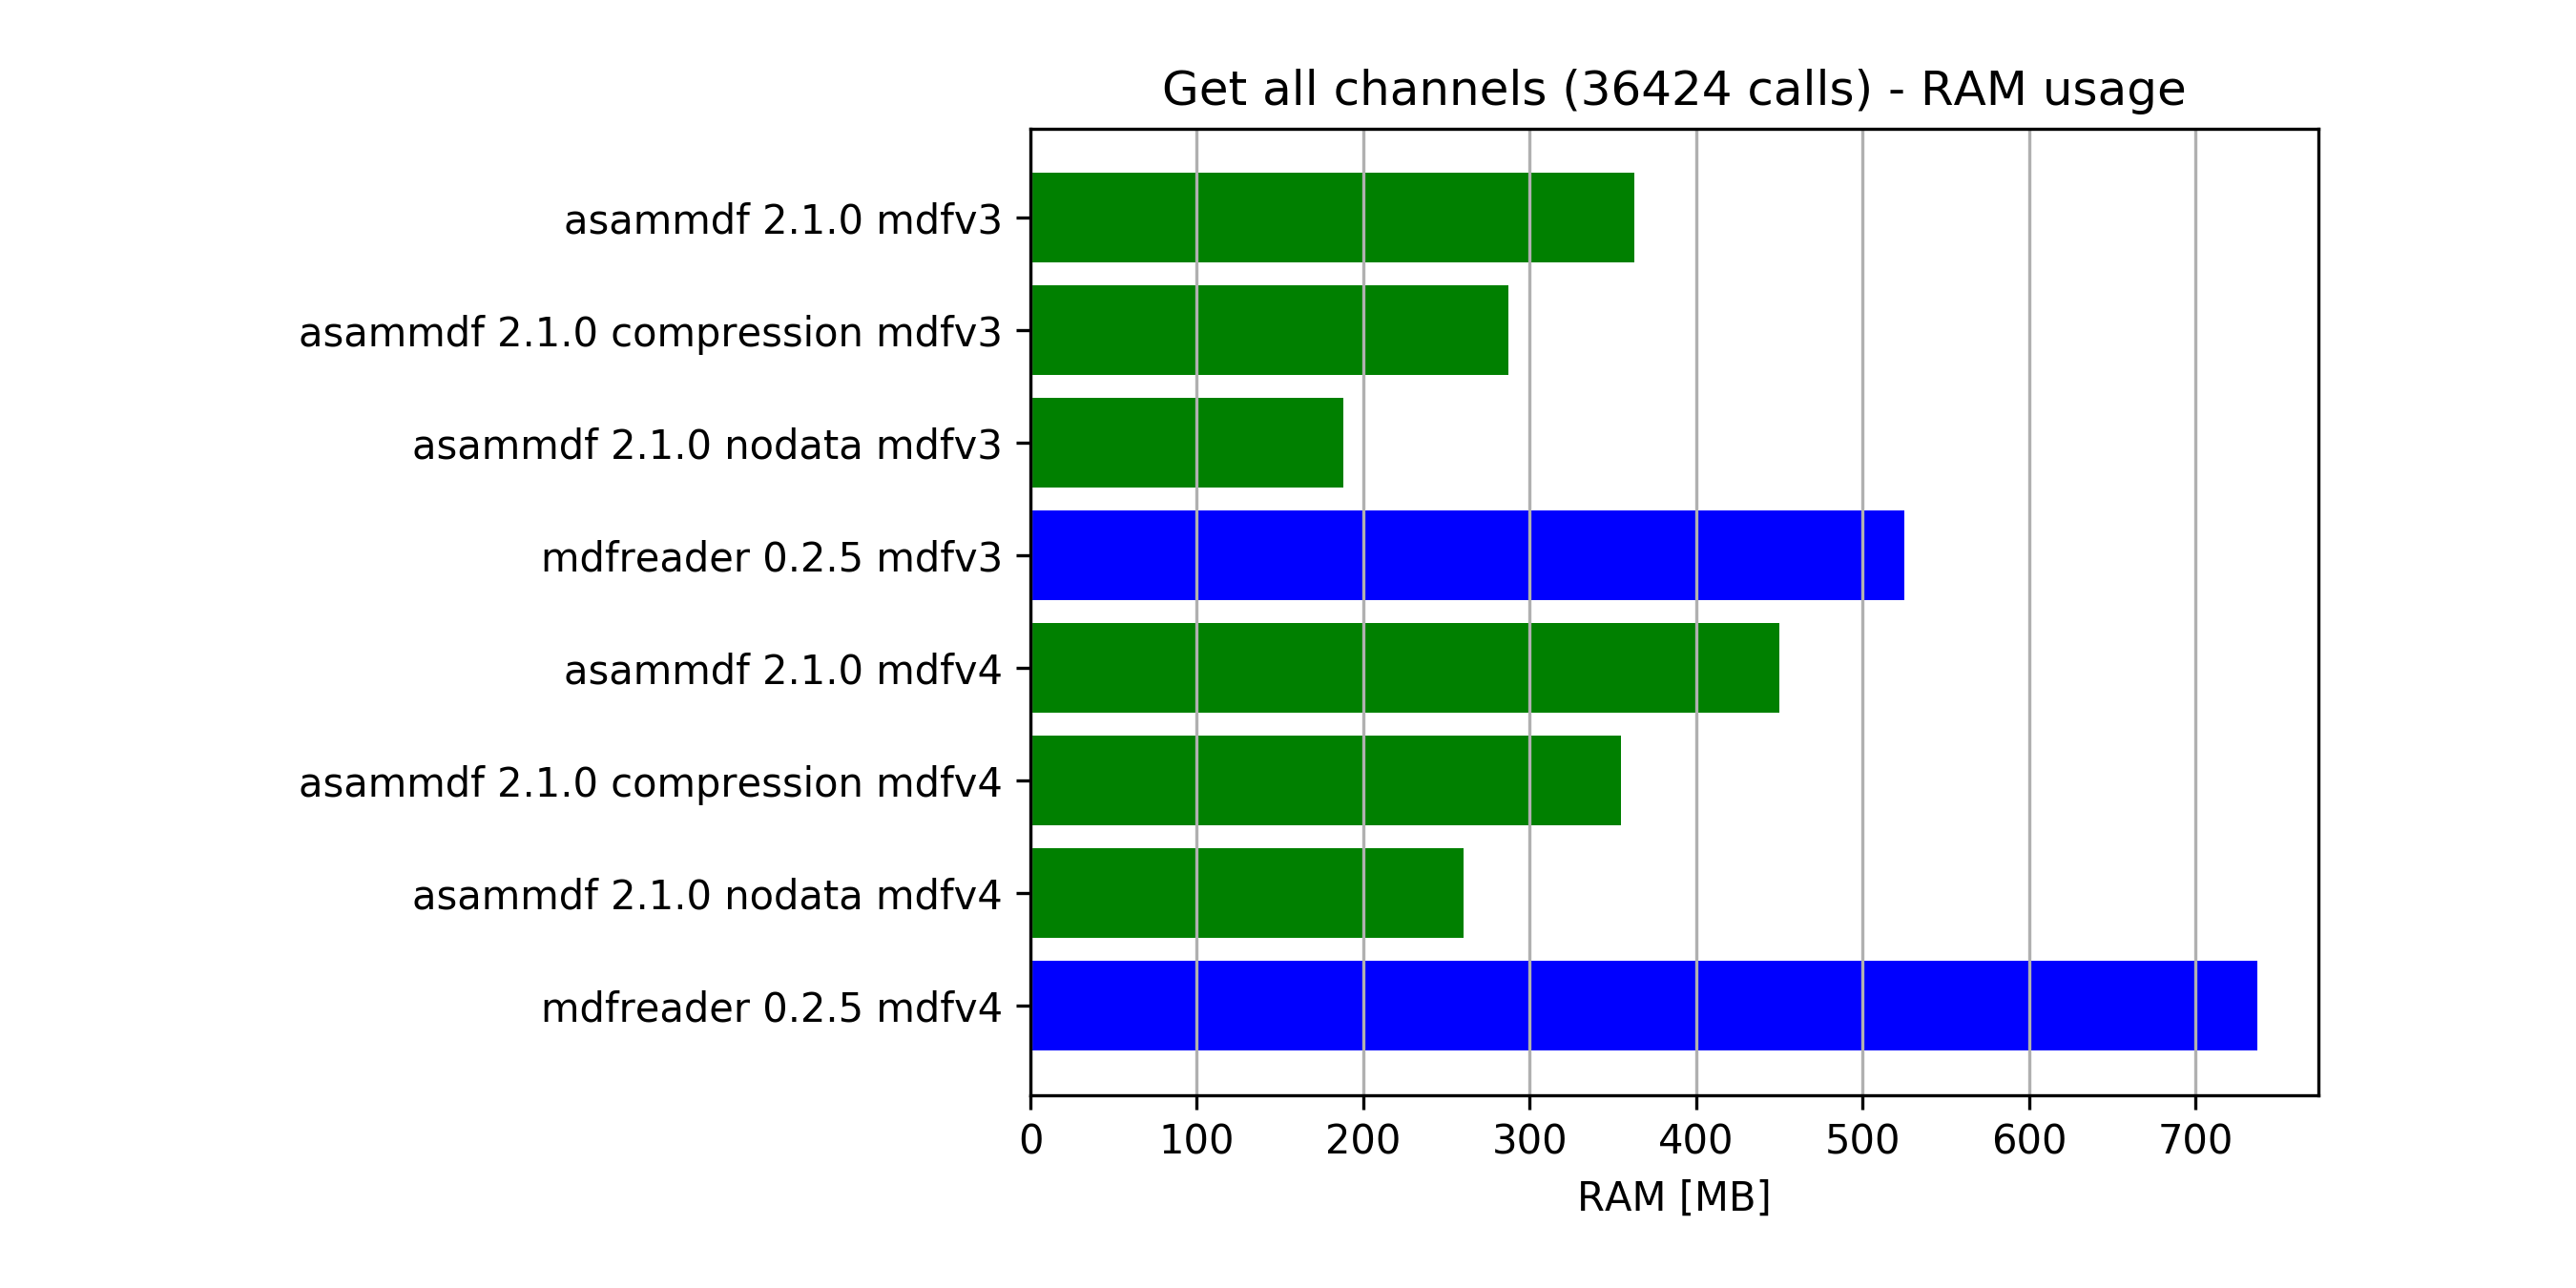 Get all channels (36424 calls) - RAM usage
asammdf 2.1.0 mdfv3
asammdf 2.1.0 compression mdfv3
asammdf 2.1.0 nodata mdfv3
mdfreader 0.2.5 mdfv3
asammdf 2.1.0 mdfv4
asammdf 2.1.0 compression mdfv4
asammdf 2.1.0 nodata mdfv4
mdfreader 0.2.5 mdfv4
0 100 200 300 400 500 600 700
RAM [MB]